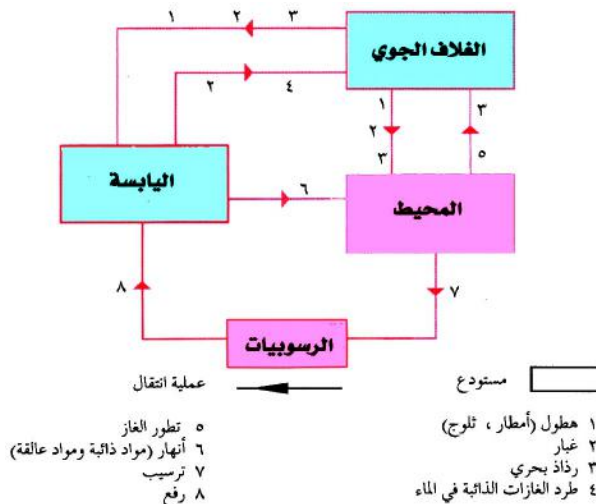 ١ ٢ ٣
الغلاف الجوي
٢ ٤
١ ٣
٢
٣ ٥
اليابسة
٦
المحيط
٨
٧
الرسوبيات
مستودع
عملية انتقال
١ هطول (أمطار ، ثلوج)
٢ غبار
٣ رذاذ بحري
٤ طرد الغازات الذائبة في الماء
٥ تطور الغاز
٦ أنهار (مواد ذائبة ومواد عالقة)
٧ ترسيب
٨ رفع